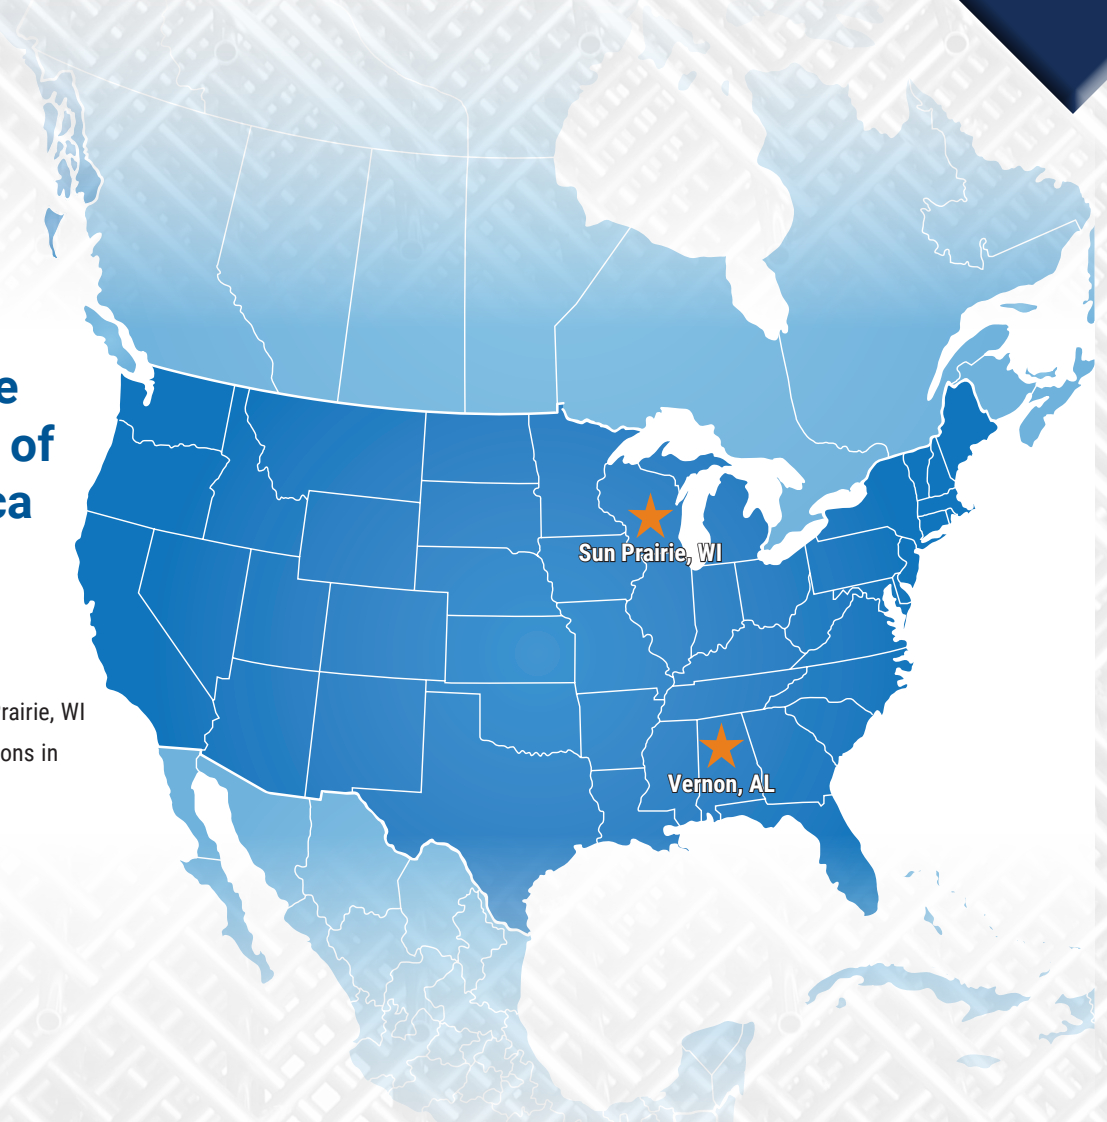 e
of
ca
Sun Prairie, WI
rairie, WI
ons in
Vernon, AL